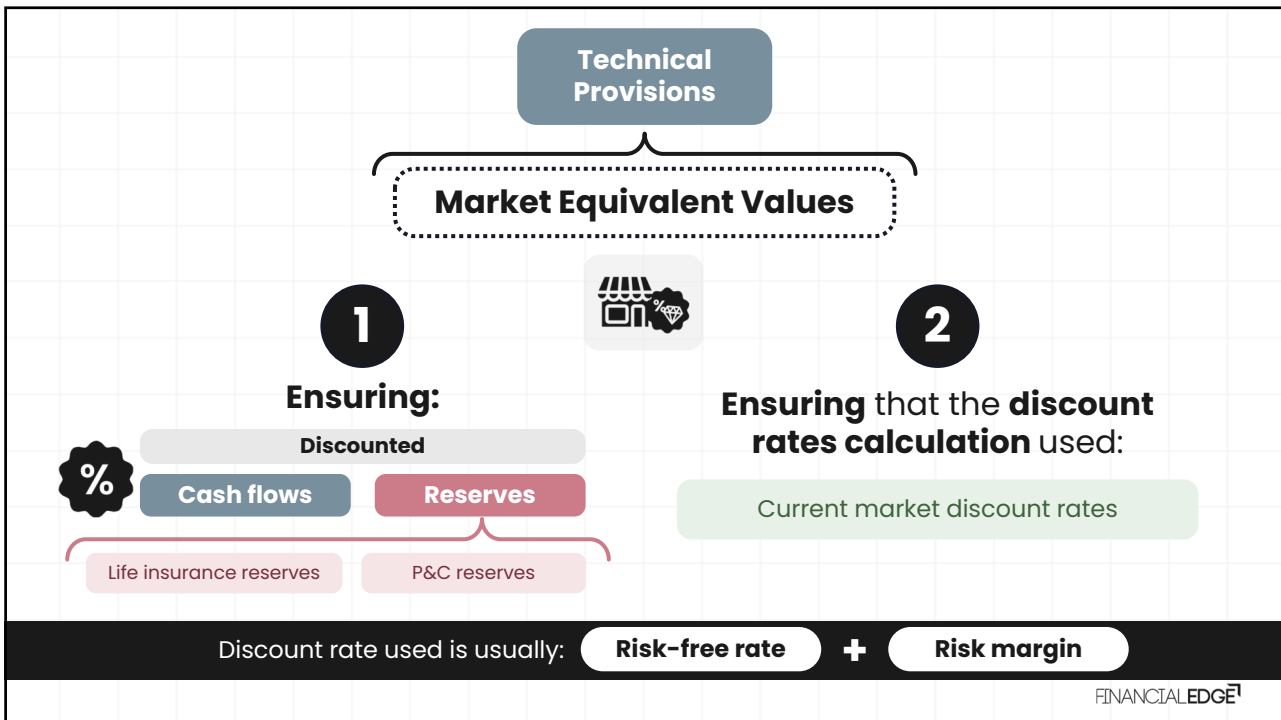 Technical
Provisions
Market Equivalent Values
1
Ensuring:
%
Discounted
Cash flows
Reserves
Life insurance reserves
P&C reserves
%
2
Ensuring that the discount
rates calculation used:
Current market discount rates
Discount rate used is usually: Risk-free rate + Risk margin
FINANCIALEDGE